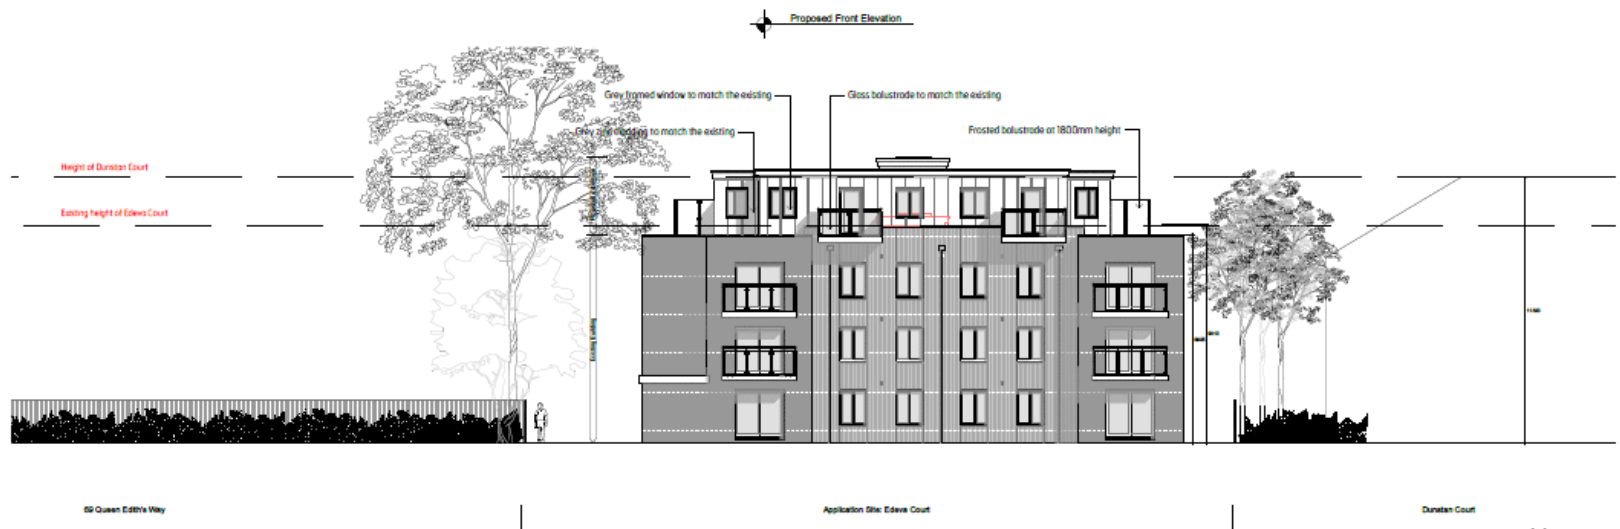 Proposed Front Elevation
Grey framed window to match the existing
Glass balustrade to match the existing
Grey zinc cladding to match the existing
Frosted balustrade at 1800mm height
Height of Dunstan Court
Existing height of Edeva Court
Existing Building
69 Queen Edith's Way
Application Site: Edeva Court
Dunstan Court